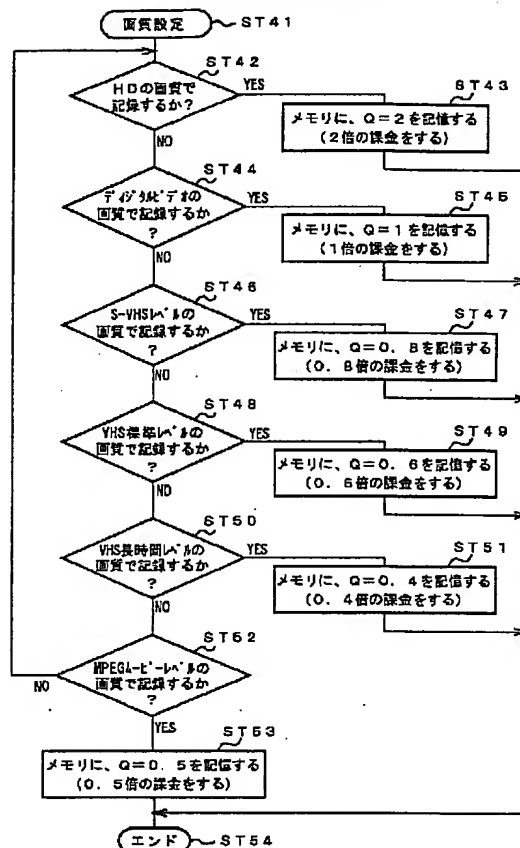 画質設定
ST41
ST42
HDの画質で
記録するか?
YES
NO
ST43
メモリに、Q=2を記憶する
(2倍の課金をする)
ST44
ディジタルビデオの
画質で記録するか
?
YES
NO
ST45
メモリに、Q=1を記憶する
(1倍の課金をする)
ST46
S-VHSレベルの
画質で記録するか
?
YES
NO
ST47
メモリに、Q=0.8を記憶する
(0.8倍の課金をする)
ST48
VHS標準レベルの
画質で記録するか
?
YES
NO
ST49
メモリに、Q=0.6を記憶する
(0.6倍の課金をする)
ST50
VHS長時間レベルの
画質で記録するか
?
YES
NO
ST51
メモリに、Q=0.4を記憶する
(0.4倍の課金をする)
ST52
MPEGムービーレベルの
画質で記録するか
?
NO
YES
ST53
メモリに、Q=0.5を記憶する
(0.5倍の課金をする)
エンド
ST54